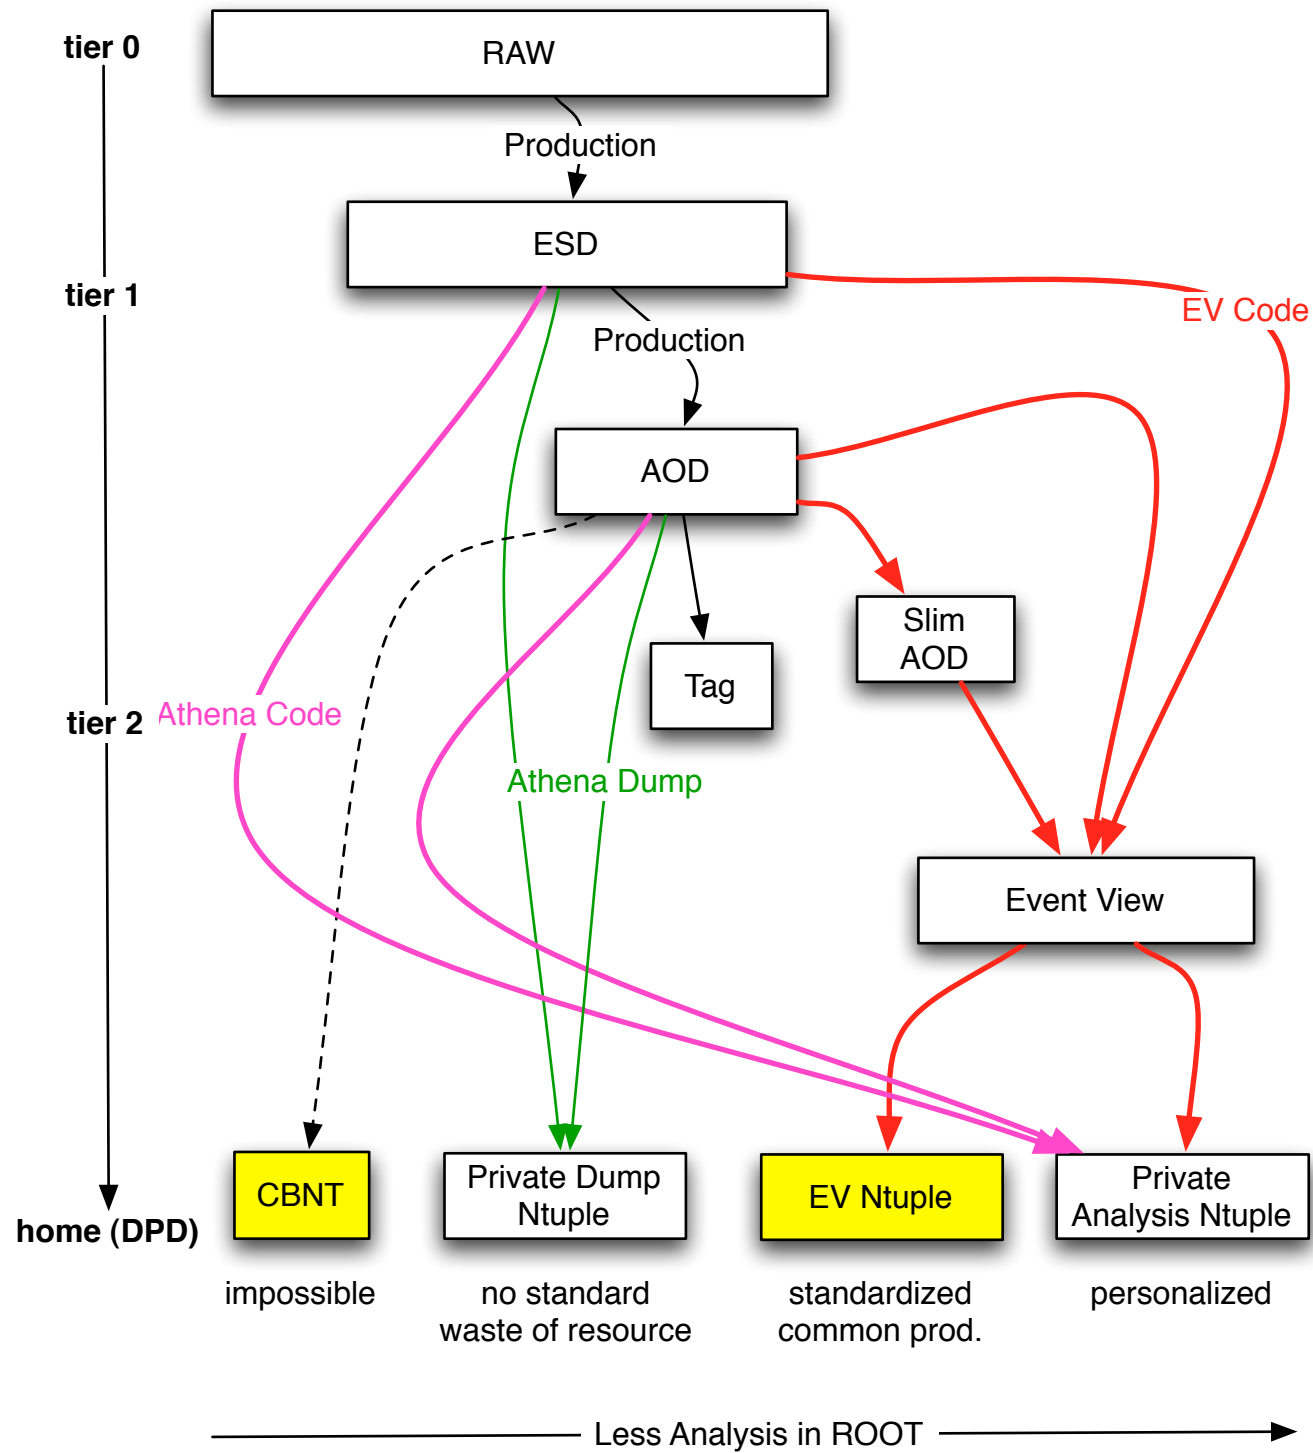 tier 0
RAW
Production
ESD
tier 1
EV Code
Production
AOD
Slim
AOD
Tag
Athena Code
tier 2
Athena Dump
Event View
CBNT
Private Dump
Ntuple
EV Ntuple
Private
Analysis Ntuple
home (DPD)
impossible
no standard
waste of resource
standardized
common prod.
personalized
Less Analysis in ROOT